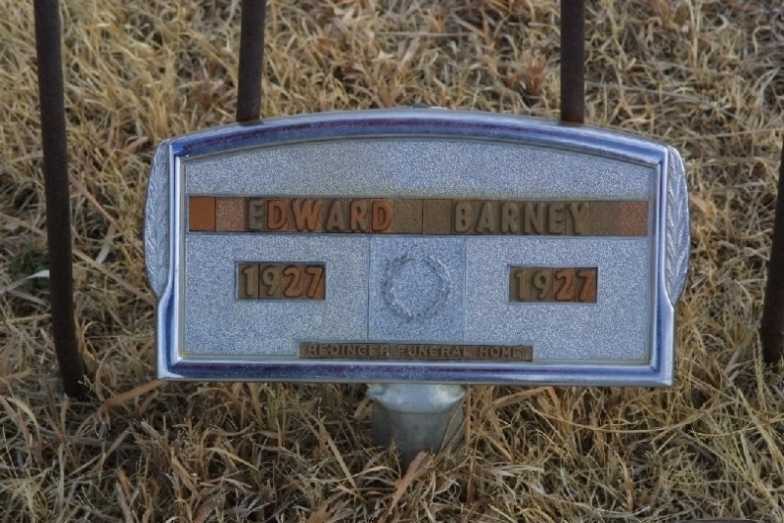 EDWARD BARNEY
1927 1927
REDINGER FUNERAL HOME